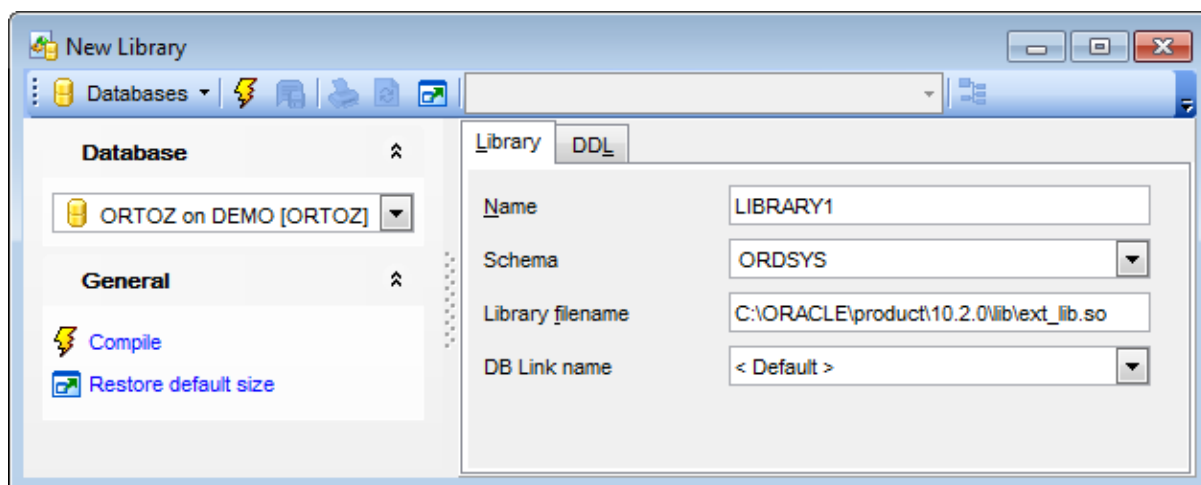 New Library
Databases
Database
ORTOZ on DEMO [ORTOZ]
General
Compile
Restore default size
Library DDL
Name LIBRARY1
Schema ORDSYS
Library filename C:\ORACLE\product\10.2.0\lib\ext_lib.so
DB Link name < Default >